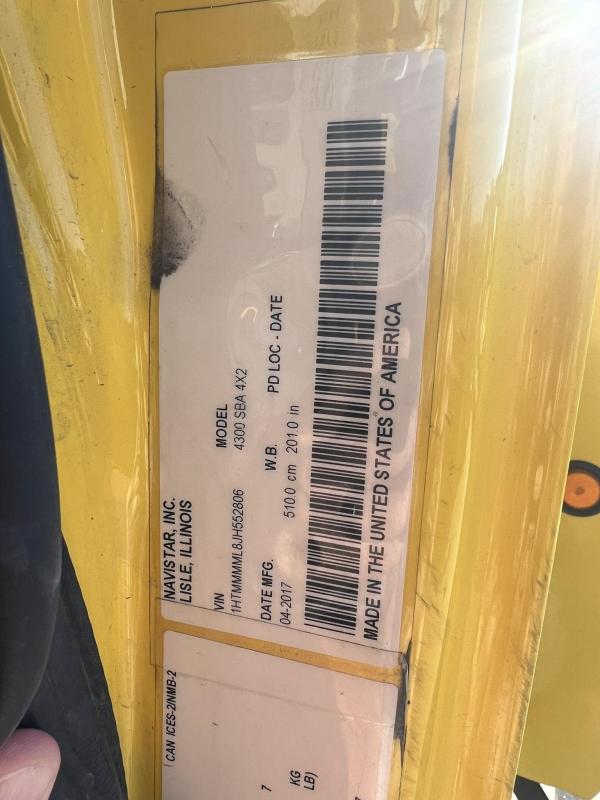 NAVISTAR, INC.
LISLE, ILLINOIS
VIN MODEL
1HTMMMML8JH552806 4300 SBA 4X2
DATE MFG. W.B. PD LOC - DATE
04-2017 510.0 cm 201.0 in
MADE IN THE UNITED STATES OF AMERICA
CAN ICES-2/NMB-2
7
KG
LB)